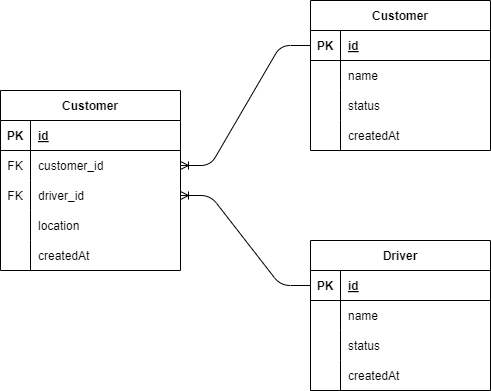 Customer
PK id
name
status
createdAt
Customer
PK id
FK customer_id
FK driver_id
location
createdAt
Driver
PK id
name
status
createdAt